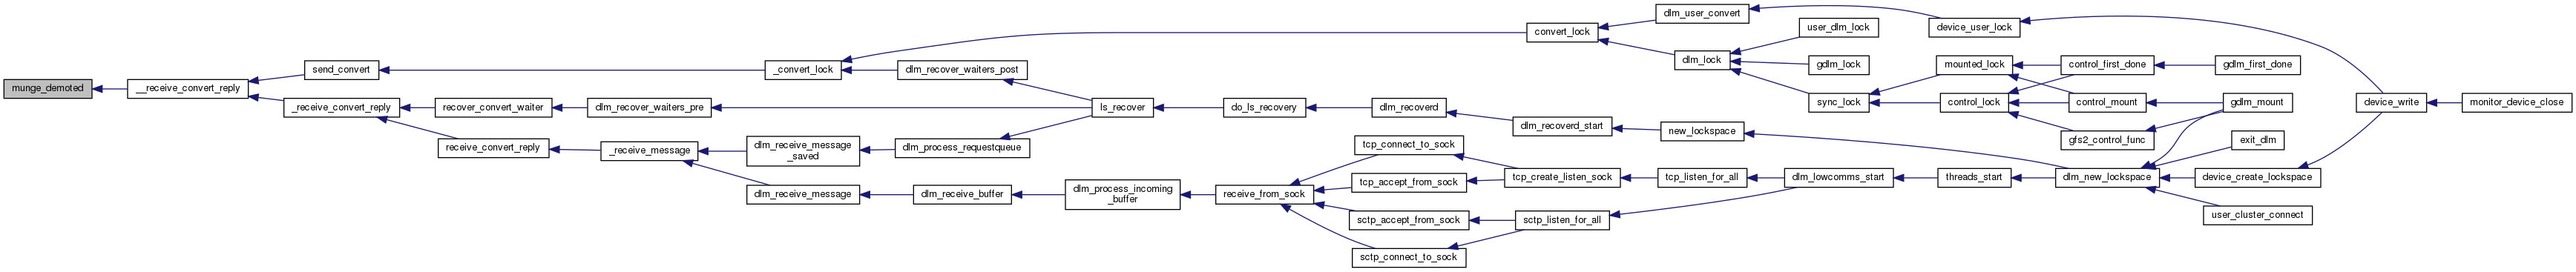 munge_demoted
__receive_convert_reply
send_convert
_receive_convert_reply
recover_convert_waiter
receive_convert_reply
dlm_recover_waiters_pre
_receive_message
_convert_lock
dlm_receive_message
_saved
dlm_receive_message
dlm_recover_waiters_post
dlm_process_requestqueue
dlm_receive_buffer
ls_recover
dlm_process_incoming
_buffer
do_ls_recovery
receive_from_sock
dlm_recoverd
tcp_connect_to_sock
tcp_accept_from_sock
sctp_accept_from_sock
sctp_connect_to_sock
convert_lock
dlm_recoverd_start
tcp_create_listen_sock
sctp_listen_for_all
dlm_user_convert
dlm_lock
new_lockspace
tcp_listen_for_all
user_dlm_lock
gdlm_lock
sync_lock
dlm_lowcomms_start
device_user_lock
mounted_lock
control_lock
threads_start
control_first_done
control_mount
gfs2_control_func
dlm_new_lockspace
gdlm_first_done
gdlm_mount
exit_dlm
device_create_lockspace
user_cluster_connect
device_write
monitor_device_close